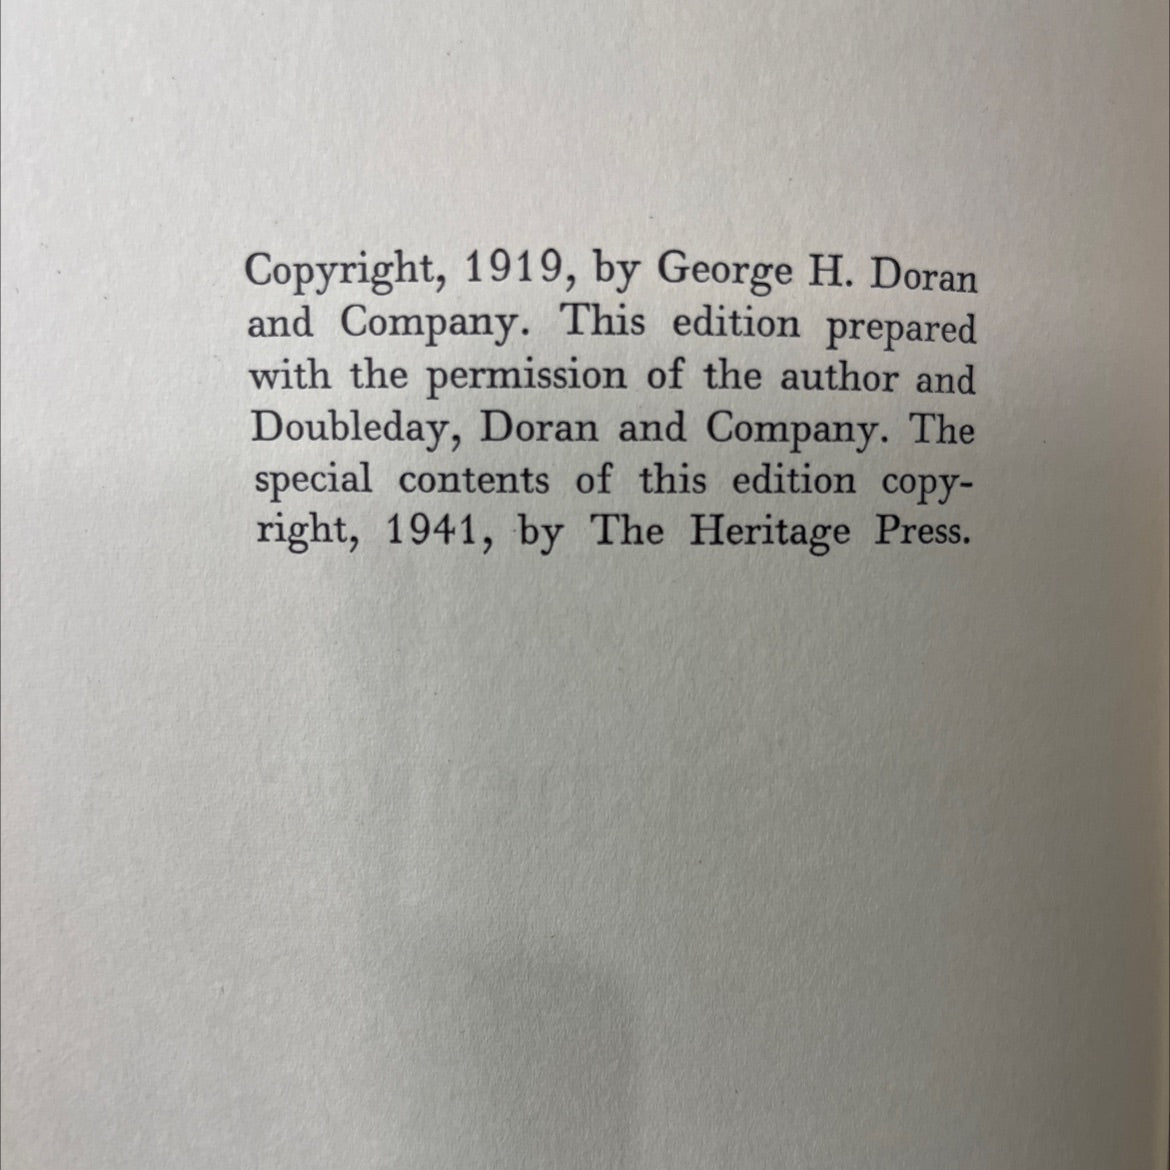 Copyright, 1919, by George H. Doran
and Company. This edition prepared
with the permission of the author and
Doubleday, Doran and Company. The
special contents of this edition copy-
right, 1941, by The Heritage Press.